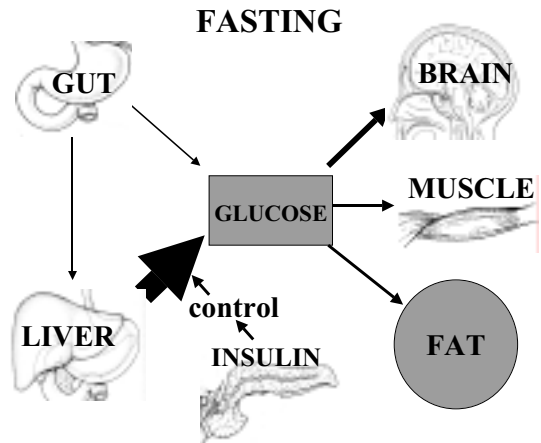 FASTING
GUT
BRAIN
MUSCLE
GLUCOSE
control
LIVER
INSULIN
FAT